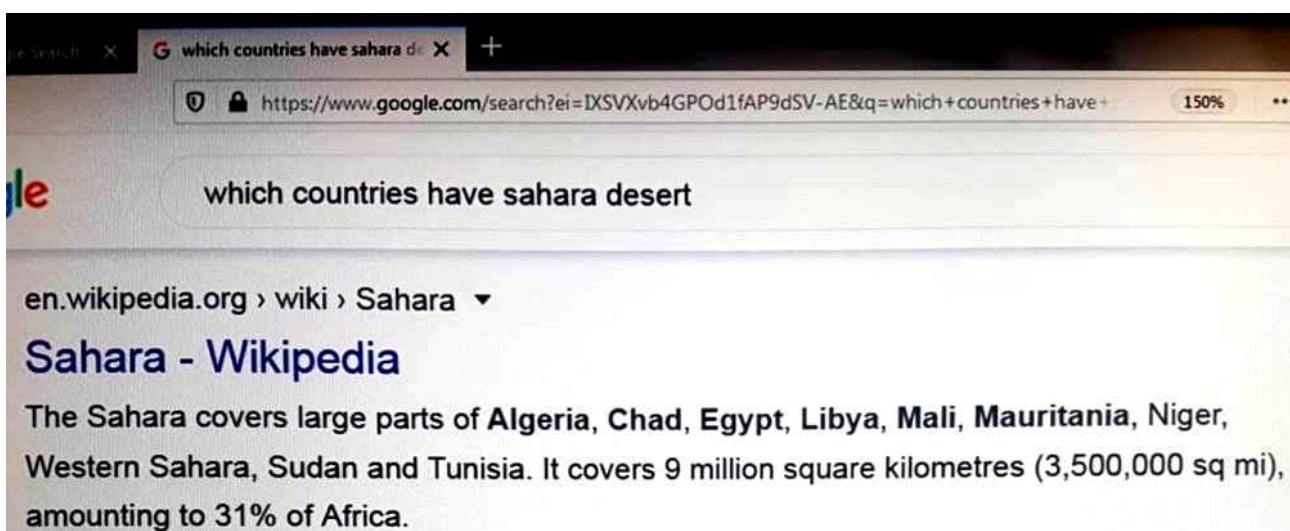 which countries have sahara de
https://www.google.com/search?ei=IXSVXvb4GPOd1fAP9dSV-AE&q=which+countries+have+
150%
le
which countries have sahara desert
en.wikipedia.org › wiki › Sahara
Sahara - Wikipedia
The Sahara covers large parts of Algeria, Chad, Egypt, Libya, Mali, Mauritania, Niger,
Western Sahara, Sudan and Tunisia. It covers 9 million square kilometres (3,500,000 sq mi),
amounting to 31% of Africa.